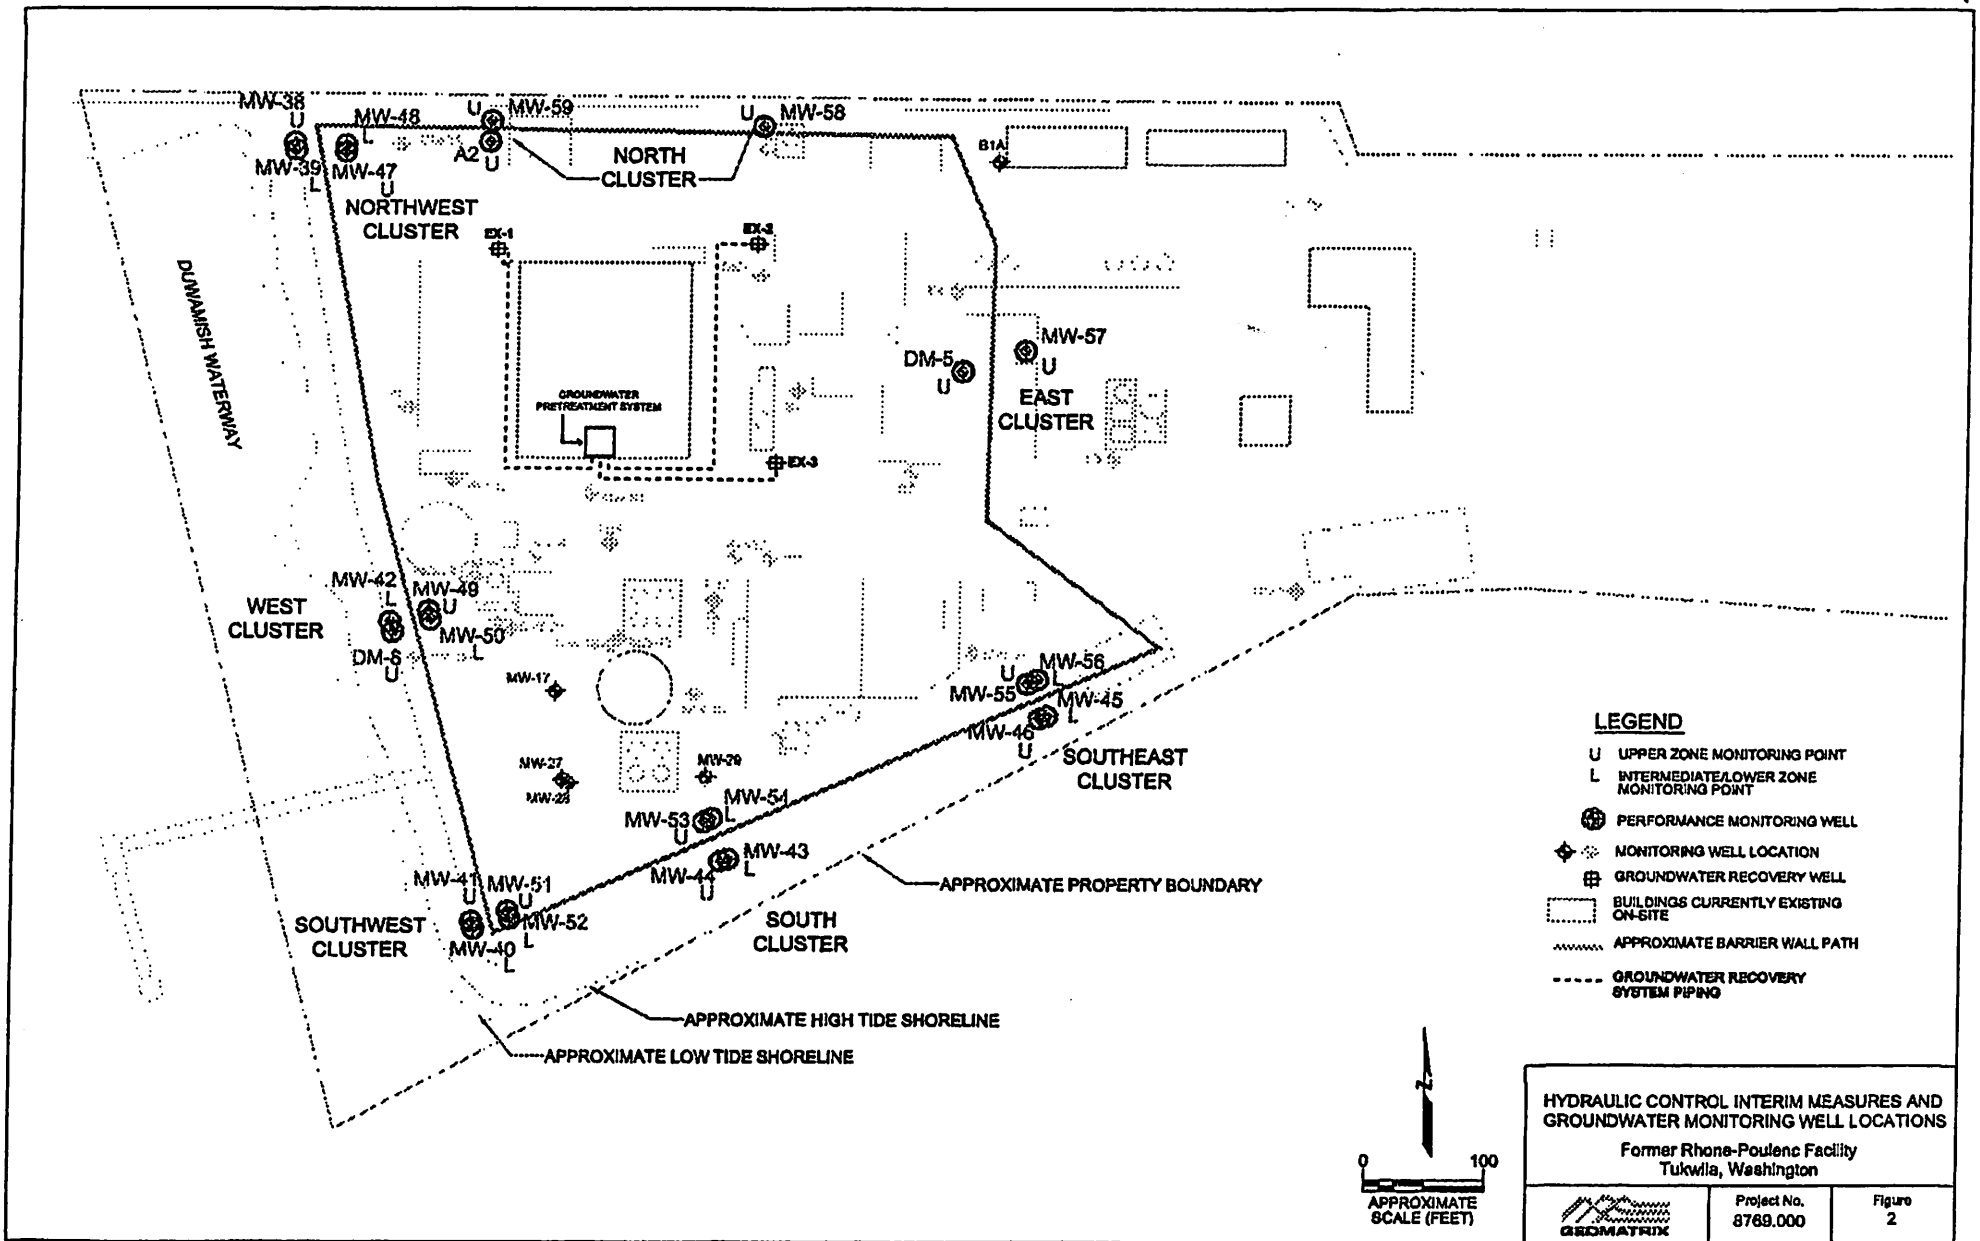 MW-38
U
MW-39
L
MW-48
L
MW-47
U
NORTHWEST
CLUSTER
U
MW-59
A2
U
NORTH
CLUSTER
U
MW-58
B1A
EX-1
EX-2
DUWAMISH WATERWAY
GROUNDWATER
PRETREATMENT SYSTEM
EX-3
DM-5
U
MW-57
U
EAST
CLUSTER
WEST
CLUSTER
MW-42
L
MW-49
U
MW-50
L
DM-8
U
MW-17
MW-27
MW-28
MW-29
U
MW-56
L
MW-55
MW-45
L
MW-46
U
SOUTHEAST
CLUSTER
MW-54
L
MW-53
U
MW-43
L
MW-44
U
SOUTH
CLUSTER
MW-41
U
MW-51
U
MW-52
L
MW-40
L
SOUTHWEST
CLUSTER
APPROXIMATE PROPERTY BOUNDARY
APPROXIMATE HIGH TIDE SHORELINE
APPROXIMATE LOW TIDE SHORELINE
LEGEND
U UPPER ZONE MONITORING POINT
L INTERMEDIATE/LOWER ZONE
MONITORING POINT
PERFORMANCE MONITORING WELL
MONITORING WELL LOCATION
GROUNDWATER RECOVERY WELL
BUILDINGS CURRENTLY EXISTING
ON-SITE
APPROXIMATE BARRIER WALL PATH
GROUNDWATER RECOVERY
SYSTEM PIPING
Z
0 100
APPROXIMATE
SCALE (FEET)
HYDRAULIC CONTROL INTERIM MEASURES AND
GROUNDWATER MONITORING WELL LOCATIONS
Former Rhone-Poulenc Facility
Tukwila, Washington
GEOMATRIX
Project No.
8769.000
Figure
2